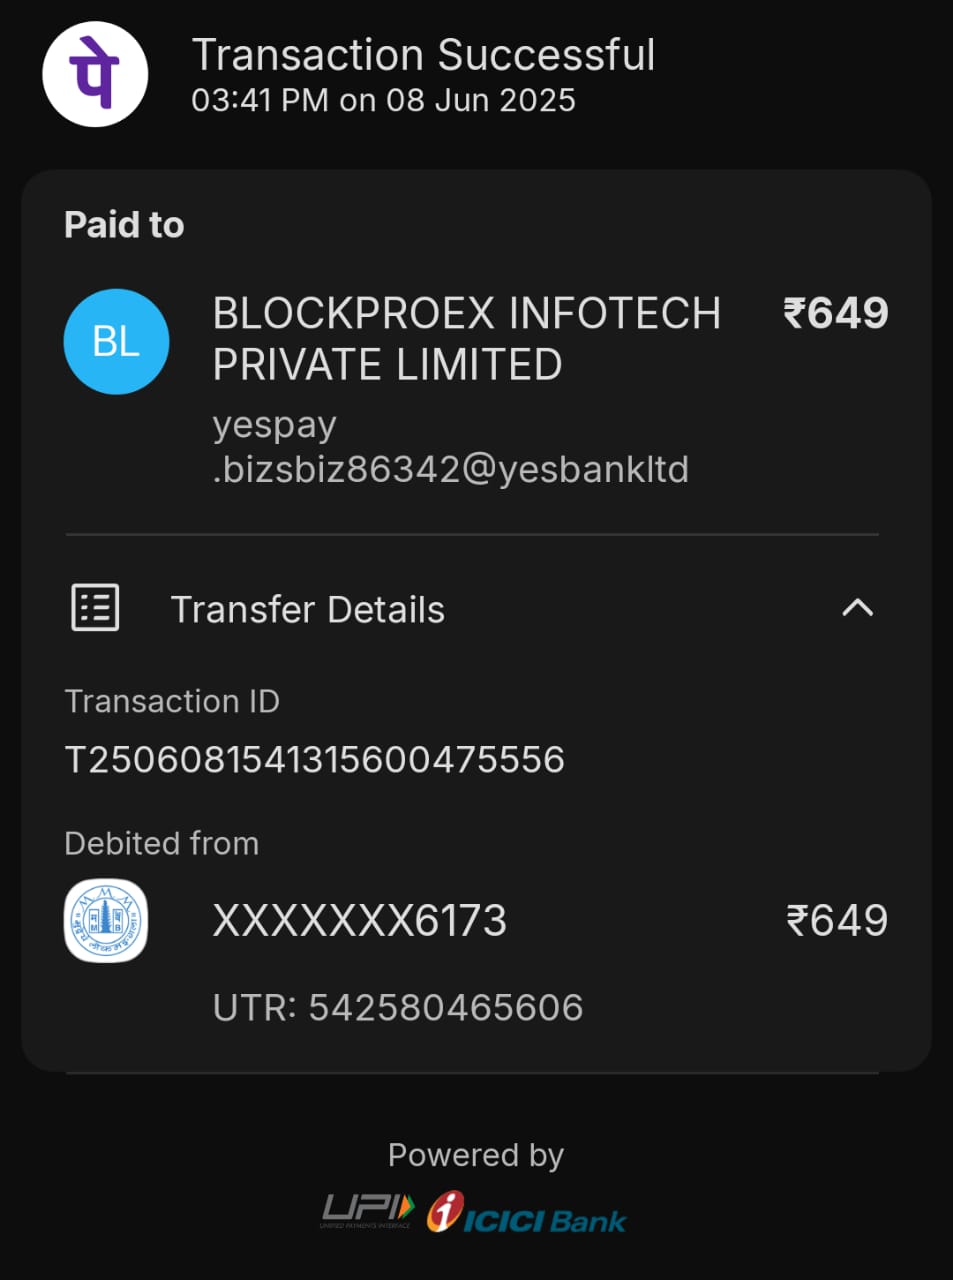 पे
Transaction Successful
03:41 PM on 08 Jun 2025
Paid to
BL
BLOCKPROEX INFOTECH
PRIVATE LIMITED
₹649
yespay
.bizsbiz86342@yesbankltd
Transfer Details
Transaction ID
T2506081541315600475556
Debited from
XXXXXXX6173
₹649
UTR: 542580465606
Powered by
UPI
UNIFIED PAYMENTS INTERFACE
ICICI Bank